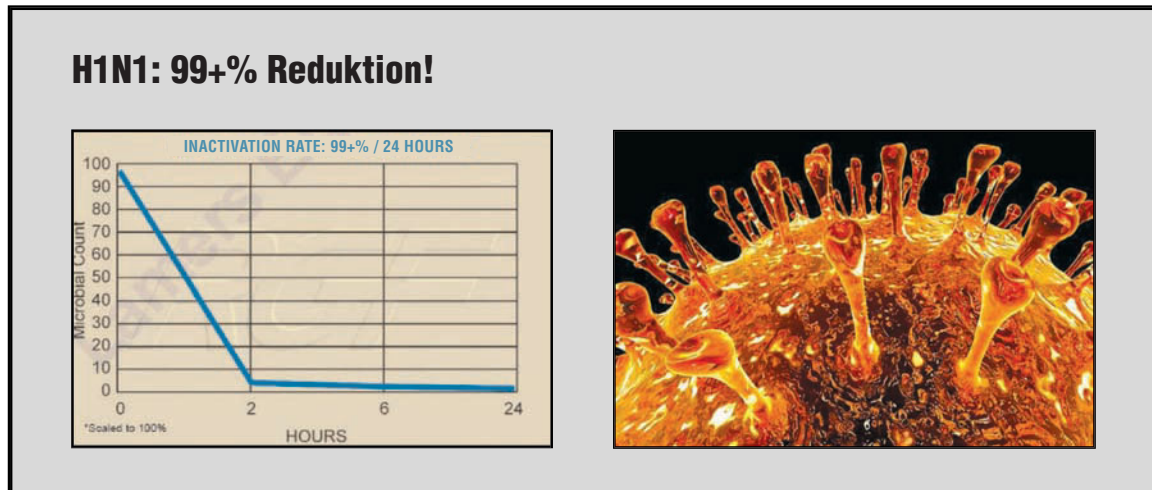 H1N1: 99+% Reduktion!
INACTIVATION RATE: 99+% / 24 HOURS
Microbial Count
100
90
80
70
60
50
40
30
20
10
0
0 2 6 24
*Scaled to 100%
HOURS